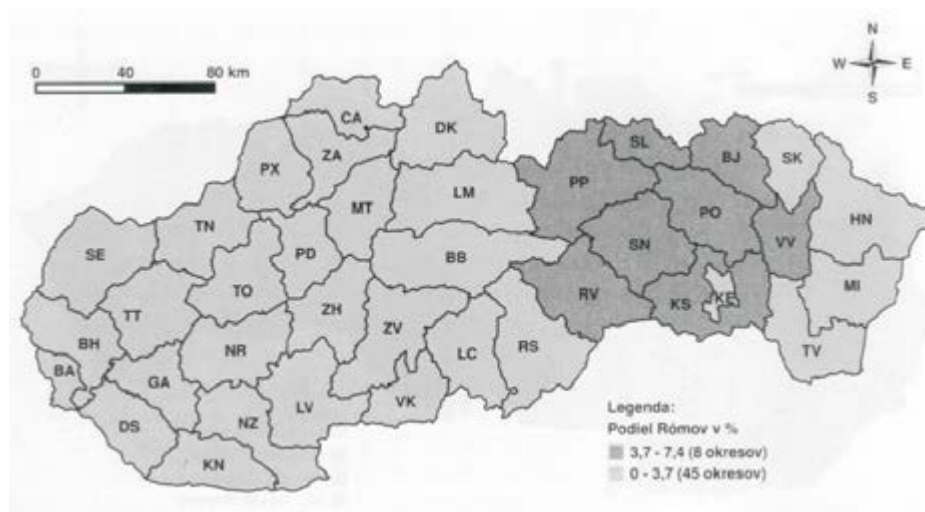 N
W E
S
0 40 80 km
CA
DK
ZA
SL
BJ
SK
PX
PP
LM
MT
PO
HN
TN
VV
SN
SE
PD
BB
MI
TO
RV
KS
KE
ZH
TT
ZV
BH
NR
LC
RS
TV
BA
GA
LV
VK
DS
NZ
KN
Legenda:
Podiel Rómov v %
3,7 - 7,4 (8 okresov)
0 - 3,7 (45 okresov)